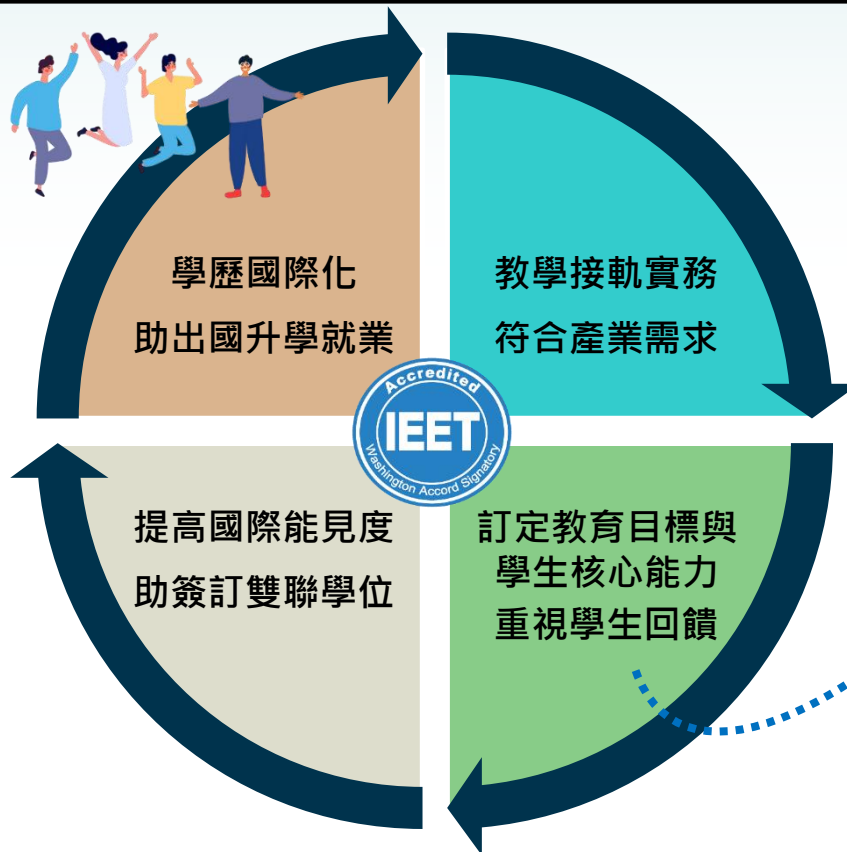 學歷國際化
助出國升學就業
教學接軌實務
符合產業需求
Accredited
IEET
Washington Accord Signatory
提高國際能見度
助簽訂雙聯學位
訂定教育目標與
學生核心能力
重視學生回饋